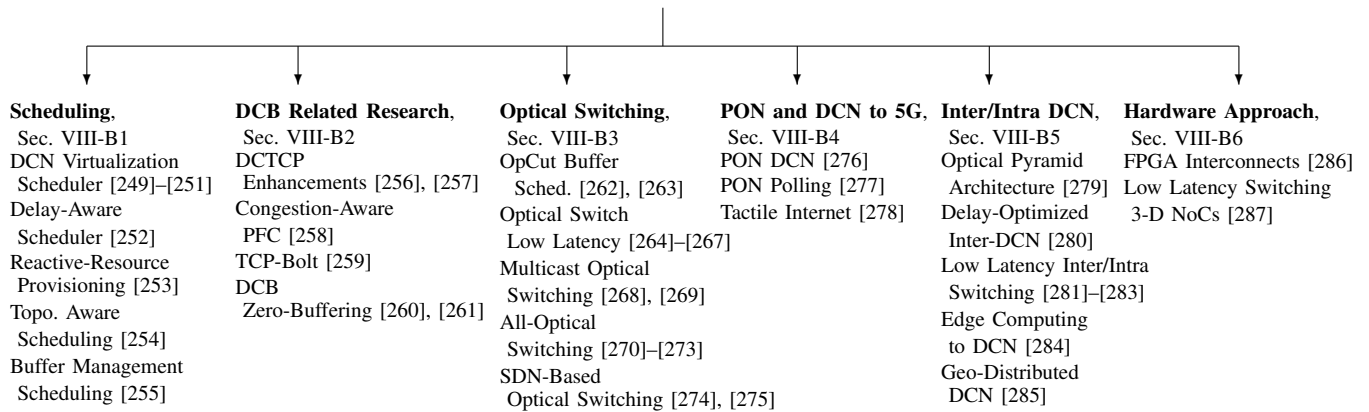 Scheduling,
Sec. VIII-B1
DCN Virtualization
Scheduler [249]–[251]
Delay-Aware
Scheduler [252]
Reactive-Resource
Provisioning [253]
Topo. Aware
Scheduling [254]
Buffer Management
Scheduling [255]
DCB Related Research,
Sec. VIII-B2
DCTCP
Enhancements [256], [257]
Congestion-Aware
PFC [258]
TCP-Bolt [259]
DCB
Zero-Buffering [260], [261]
Optical Switching,
Sec. VIII-B3
OpCut Buffer
Sched. [262], [263]
Optical Switch
Low Latency [264]–[267]
Multicast Optical
Switching [268], [269]
All-Optical
Switching [270]–[273]
SDN-Based
Optical Switching [274], [275]
PON and DCN to 5G,
Sec. VIII-B4
PON DCN [276]
PON Polling [277]
Tactile Internet [278]
Inter/Intra DCN,
Sec. VIII-B5
Optical Pyramid
Architecture [279]
Delay-Optimized
Inter-DCN [280]
Low Latency Inter/Intra
Switching [281]–[283]
Edge Computing
to DCN [284]
Geo-Distributed
DCN [285]
Hardware Approach,
Sec. VIII-B6
FPGA Interconnects [286]
Low Latency Switching
3-D NoCs [287]